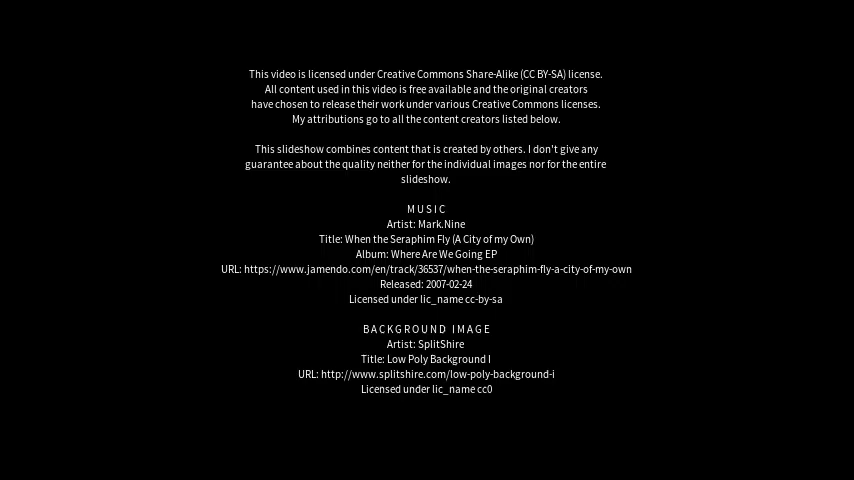 This video is licensed under Creative Commons Share-Alike (CC BY-SA) license.
All content used in this video is free available and the original creators
have chosen to release their work under various Creative Commons licenses.
My attributions go to all the content creators listed below.
This slideshow combines content that is created by others. I don't give any
guarantee about the quality neither for the individual images nor for the entire
slideshow.
MUSIC
Artist: Mark.Nine
Title: When the Seraphim Fly (A City of my Own)
Album: Where Are We Going EP
URL: https://www.jamendo.com/en/track/36537/when-the-seraphim-fly-a-city-of-my-own
Released: 2007-02-24
Licensed under lic_name cc-by-sa
BACKGROUND IMAGE
Artist: SplitShire
Title: Low Poly Background I
URL: http://www.splitshire.com/low-poly-background-i
Licensed under lic_name cc0